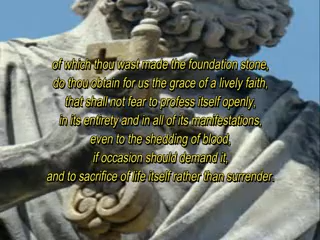 of which thou wast made the foundation stone,
do thou obtain for us the grace of a lively faith,
that shall not fear to profess itself openly,
in its entirety and in all of its manifestations,
even to the shedding of blood,
if occasion should demand it,
and to sacrifice of life itself rather than surrender.